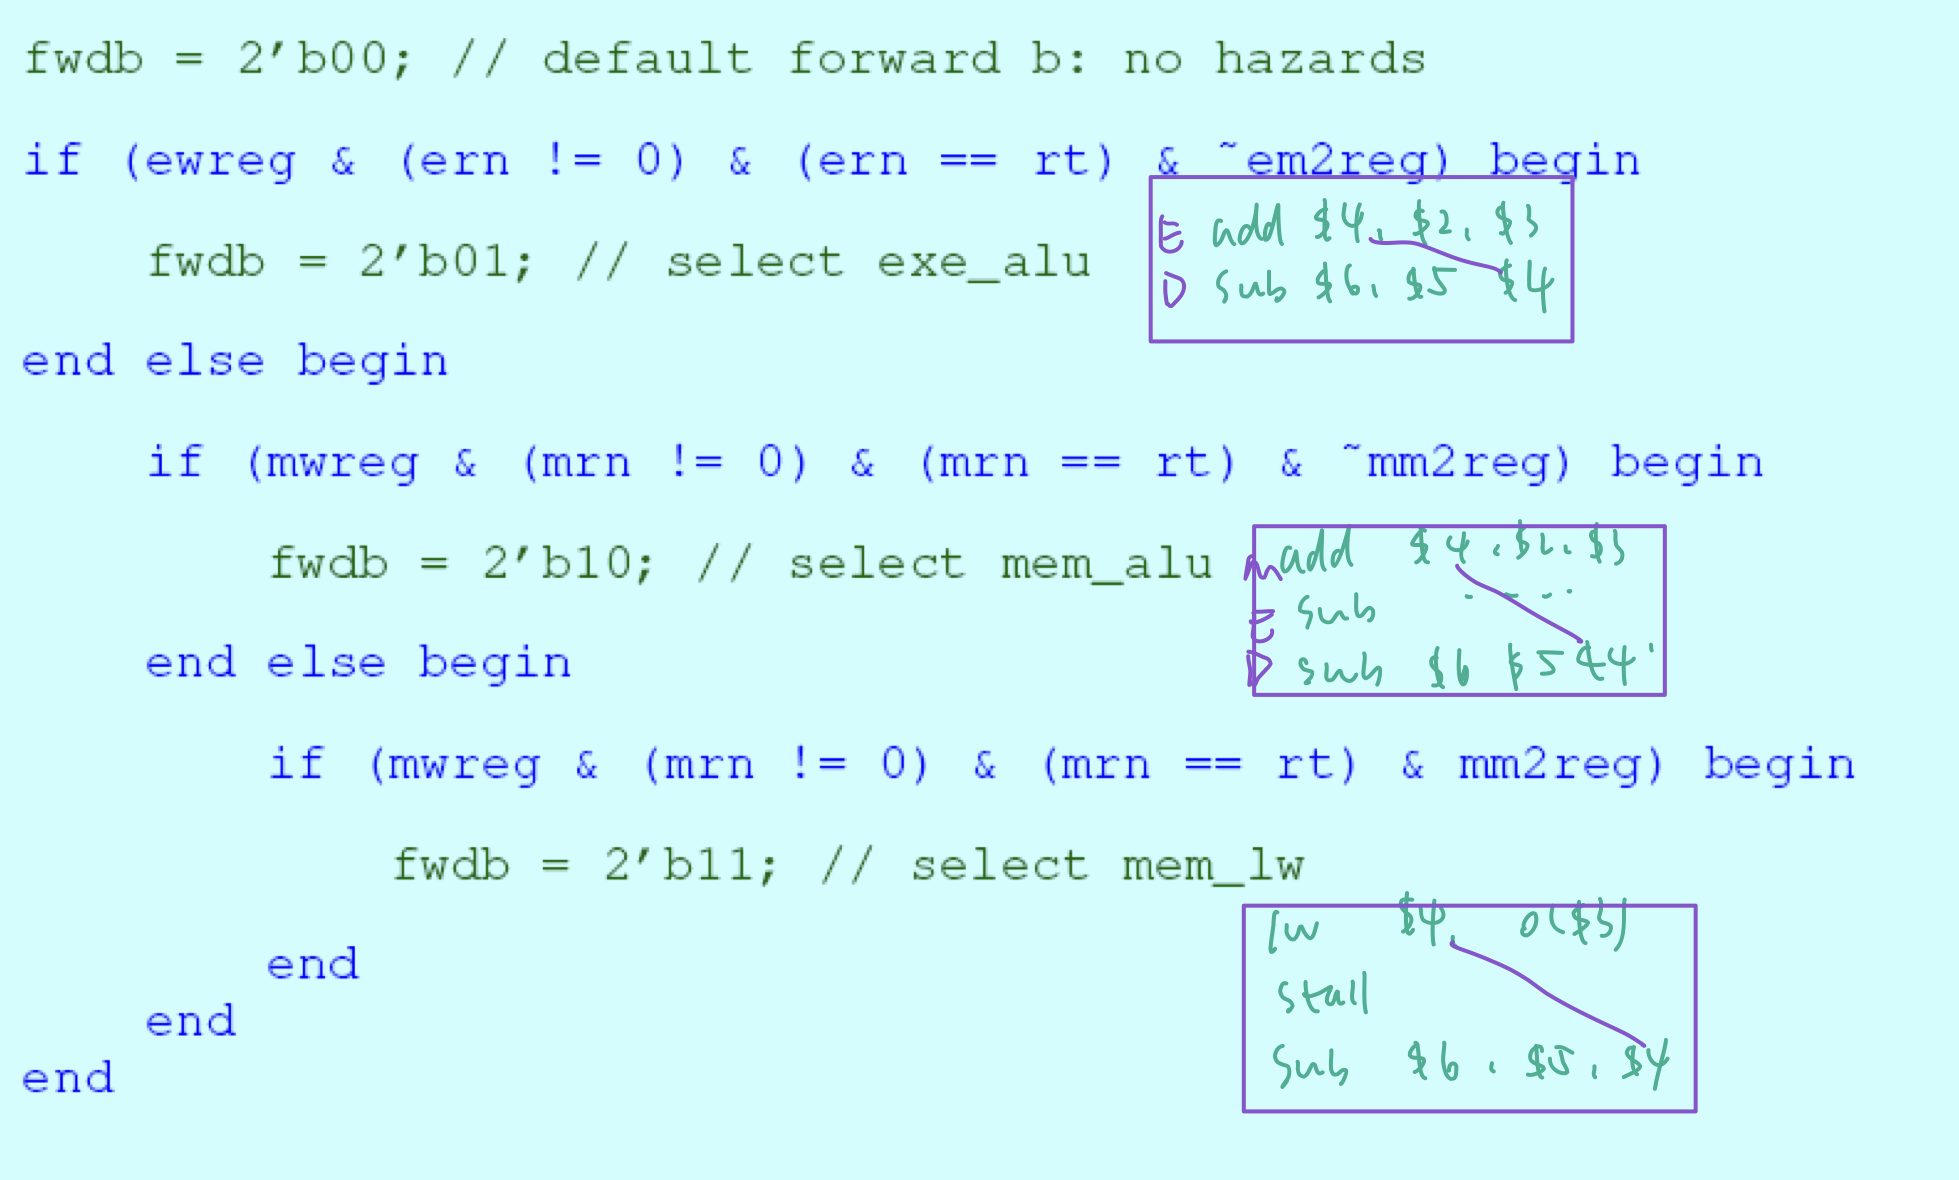 fwdb = 2'b00; // default forward b: no hazards
if (ewreg & (ern != 0) & (ern == rt) & ~em2reg) begin
E add $4, $2, $3
fwdb = 2'b01; // select exe_alu
D sub $6, $5 $4
end else begin
if (mwreg & (mrn != 0) & (mrn == rt) & ~mm2reg) begin
fwdb = 2'b10; // select mem_alu
M add $4, $2, $3
E sub ....
end else begin
D sub $6 $5 $4
if (mwreg & (mrn != 0) & (mrn == rt) & mm2reg) begin
fwdb = 2'b11; // select mem_lw
lw $4, 0($3)
end
stall
end
sub $6, $5, $4
end